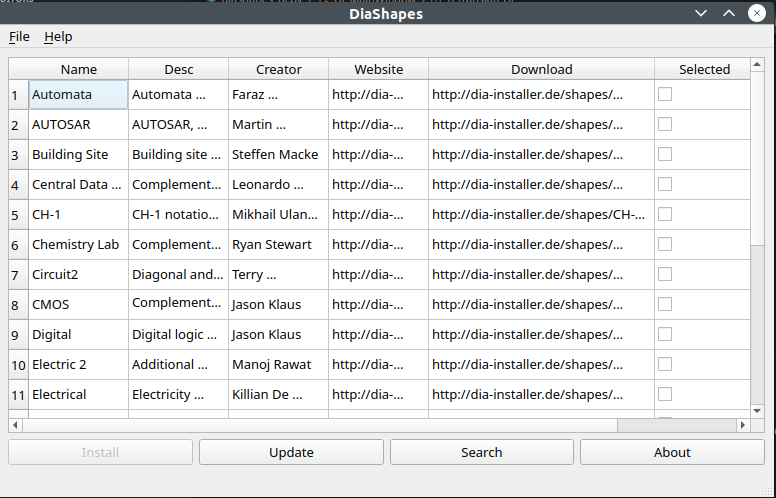 DiaShapes
File Help
Name Desc Creator Website Download Selected
1 Automata Automata ... Faraz ... http://dia-... http://dia-installer.de/shapes/...
2 AUTOSAR AUTOSAR, ... Martin ... http://dia-... http://dia-installer.de/shapes/...
3 Building Site Building site ... Steffen Macke http://dia-... http://dia-installer.de/shapes/...
4 Central Data ... Complement... Leonardo ... http://dia-... http://dia-installer.de/shapes/...
5 CH-1 CH-1 notatio... Mikhail Ulan... http://dia-... http://dia-installer.de/shapes/CH-...
6 Chemistry Lab Complement... Ryan Stewart http://dia-... http://dia-installer.de/shapes/...
7 Circuit2 Diagonal and... Terry ... http://dia-... http://dia-installer.de/shapes/...
8 CMOS Complement... Jason Klaus http://dia-... http://dia-installer.de/shapes/...
9 Digital Digital logic ... Jason Klaus http://dia-... http://dia-installer.de/shapes/...
10 Electric 2 Additional ... Manoj Rawat http://dia-... http://dia-installer.de/shapes/...
11 Electrical Electricity ... Killian De ... http://dia-... http://dia-installer.de/shapes/...
Install Update Search About